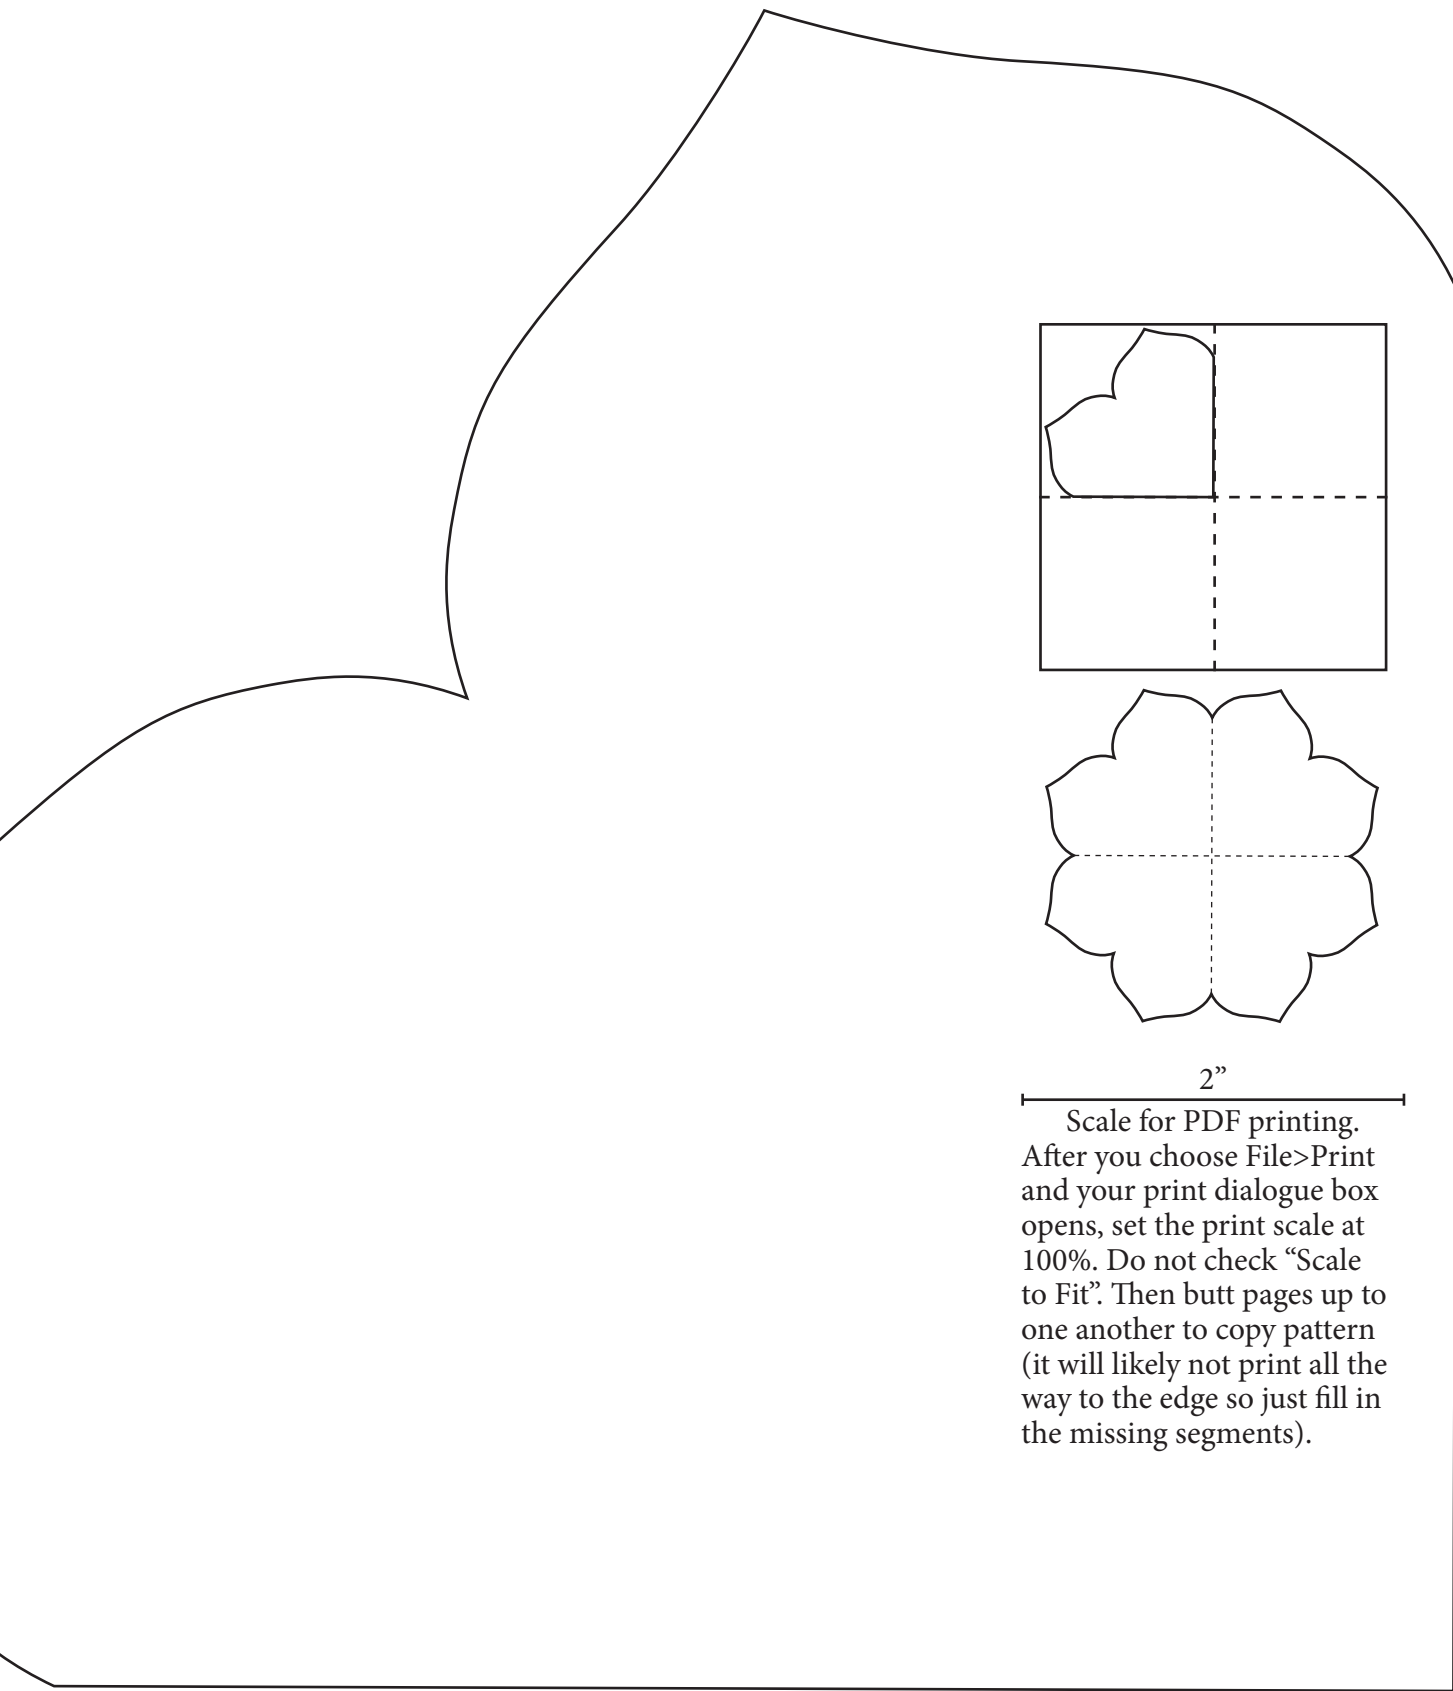 2”
Scale for PDF printing.
After you choose File>Print
and your print dialogue box
opens, set the print scale at
100%. Do not check “Scale
to Fit”. Then butt pages up to
one another to copy pattern
(it will likely not print all the
way to the edge so just fill in
the missing segments).